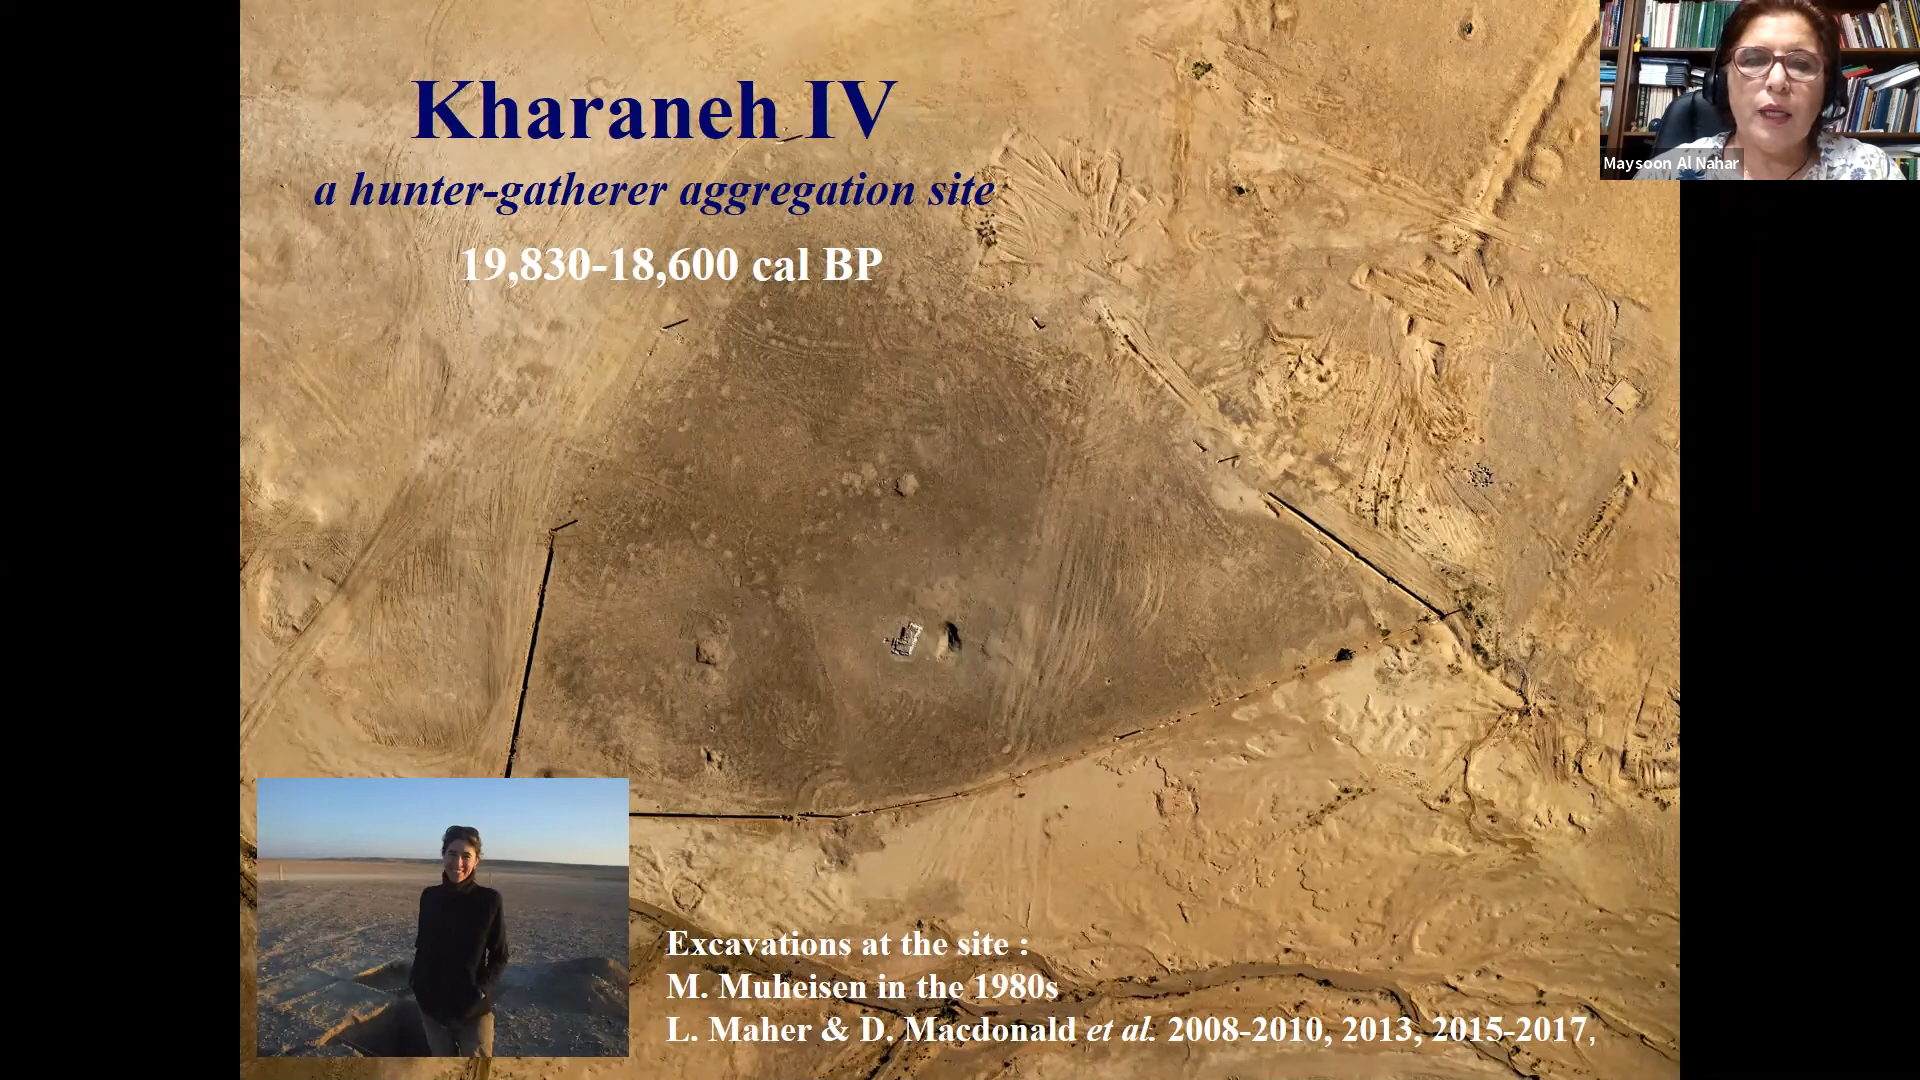 Kharaneh IV
a hunter-gatherer aggregation site
19,830-18,600 cal BP
Maysoon Al Nahar
Excavations at the site :
M. Muheisen in the 1980s
L. Maher & D. Macdonald et al. 2008-2010, 2013, 2015-2017,